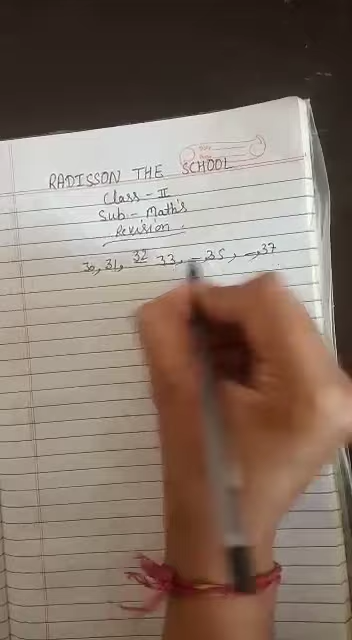 RADISSON THE SCHOOL
Class - II
Sub - Math's
Revision :
30, 31, 32 33, – 35, –, 37